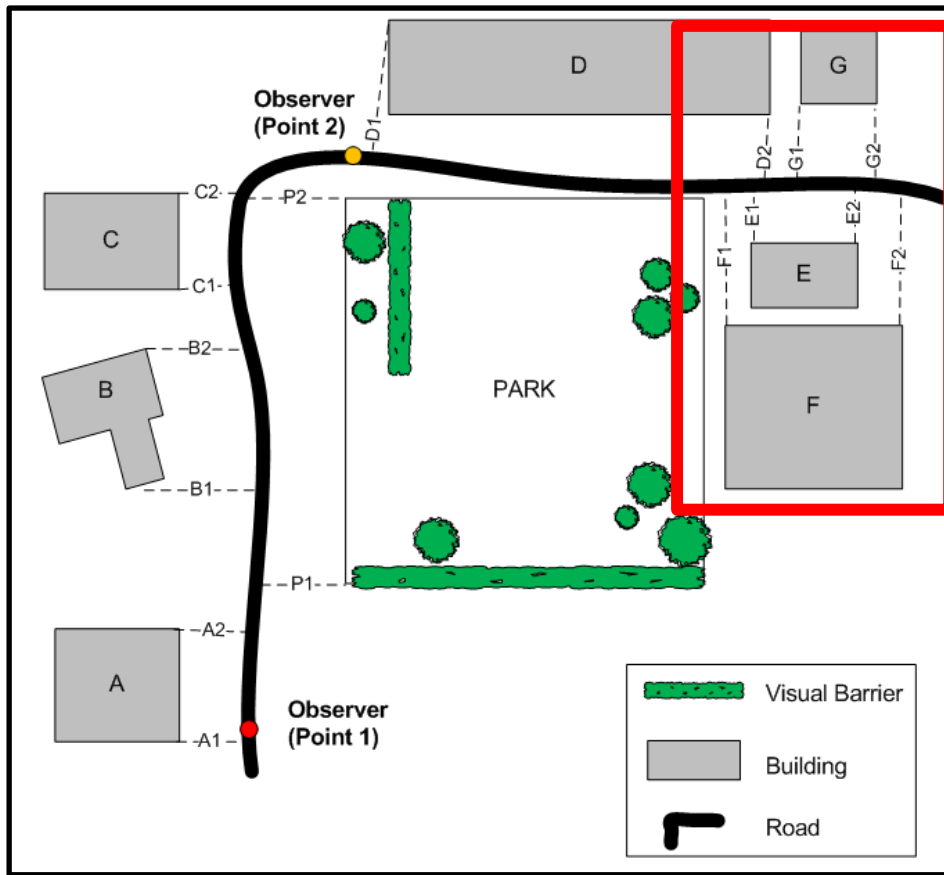 D
G
Observer
(Point 2)
D1
D2
G1
G2
C2
P2
C
E1
E2
F1
F2
C1
E
B2
B
PARK
F
B1
P1
A2
A
Observer
(Point 1)
A1
Visual Barrier
Building
Road